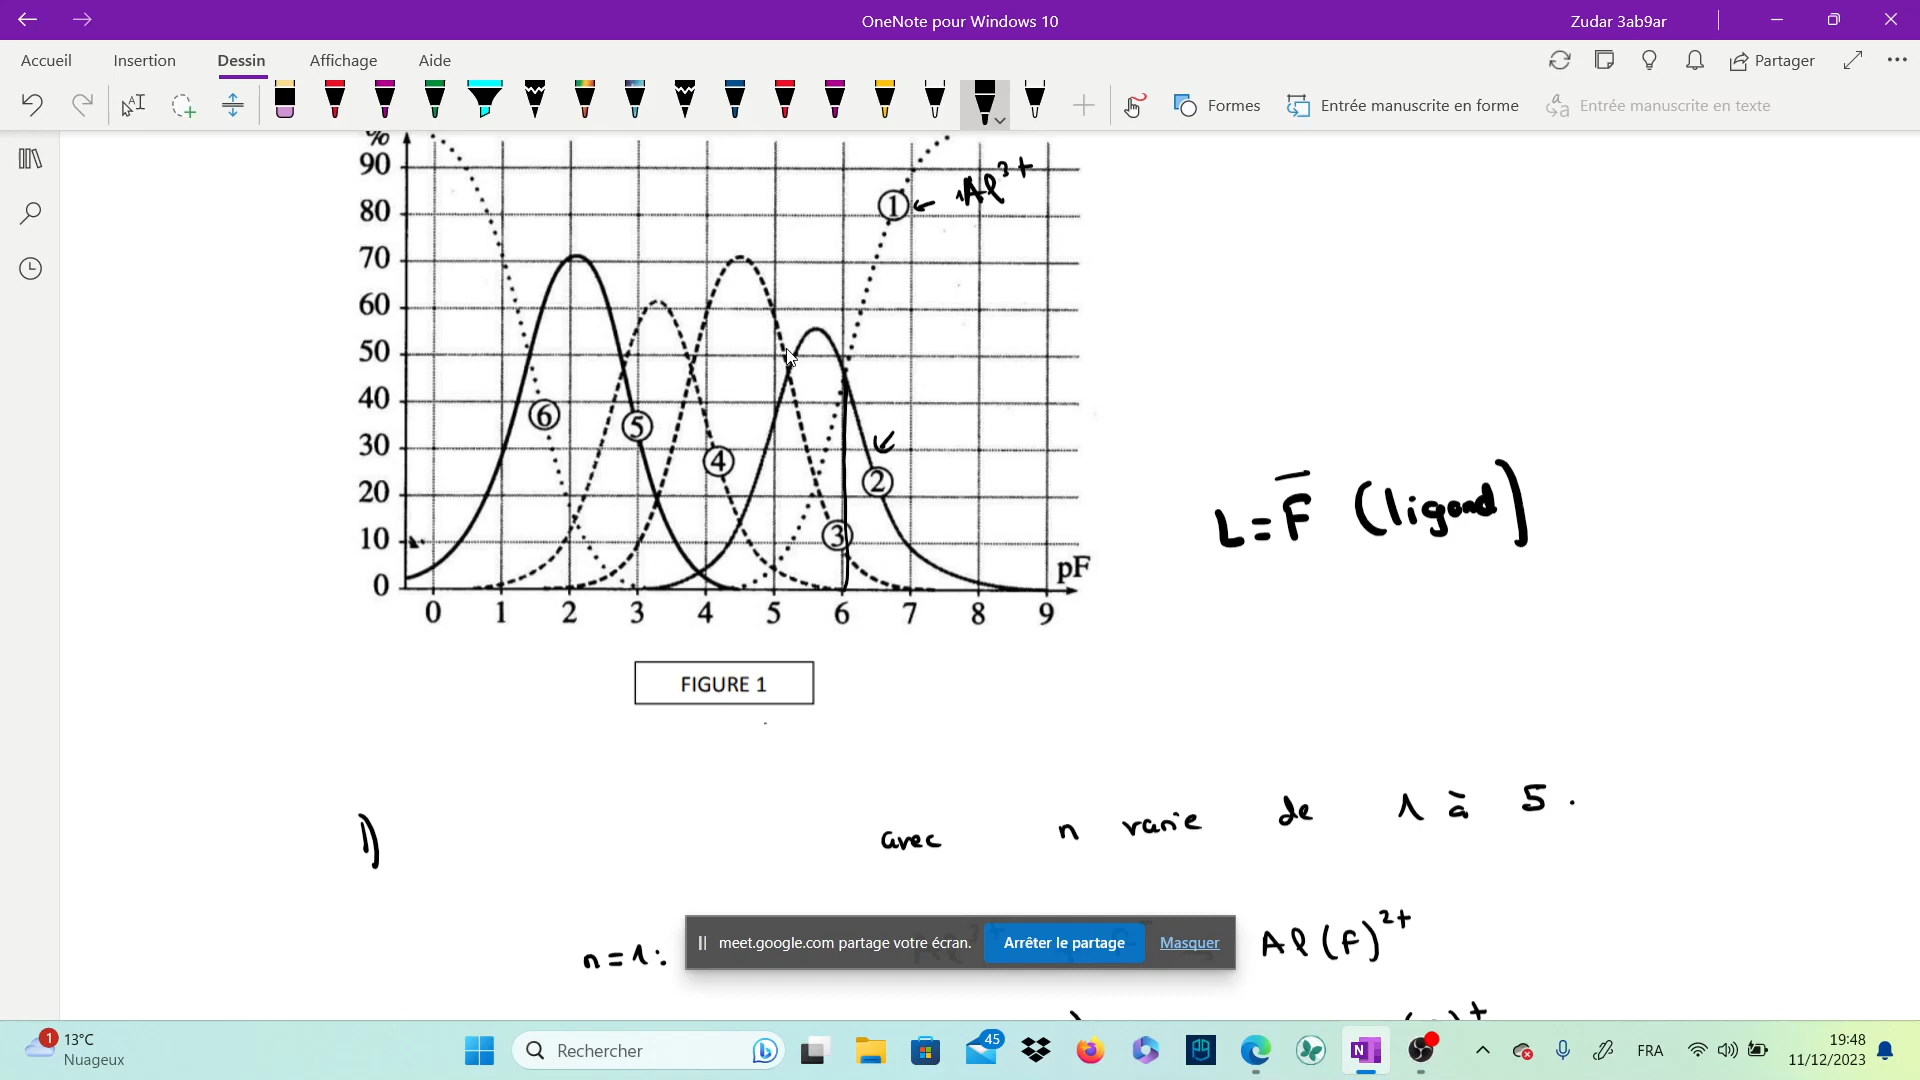 OneNote pour Windows 10
Zudar 3ab9ar
Accueil Insertion Dessin Affichage Aide
Partager
Formes Entrée manuscrite en forme Entrée manuscrite en texte
%
90
80
70
60
50
40
30
20
10
0
① ← Al³⁺
⑥ ⑤ ④ ② ③
pF
0 1 2 3 4 5 6 7 8 9
L = F̄ (ligand)
FIGURE 1
1) avec n varie de 1 à 5.
n=1: Al(F)²⁺
meet.google.com partage votre écran. Arrêter le partage Masquer
1 13°C
Nuageux
Rechercher
45
FRA
19:48
11/12/2023